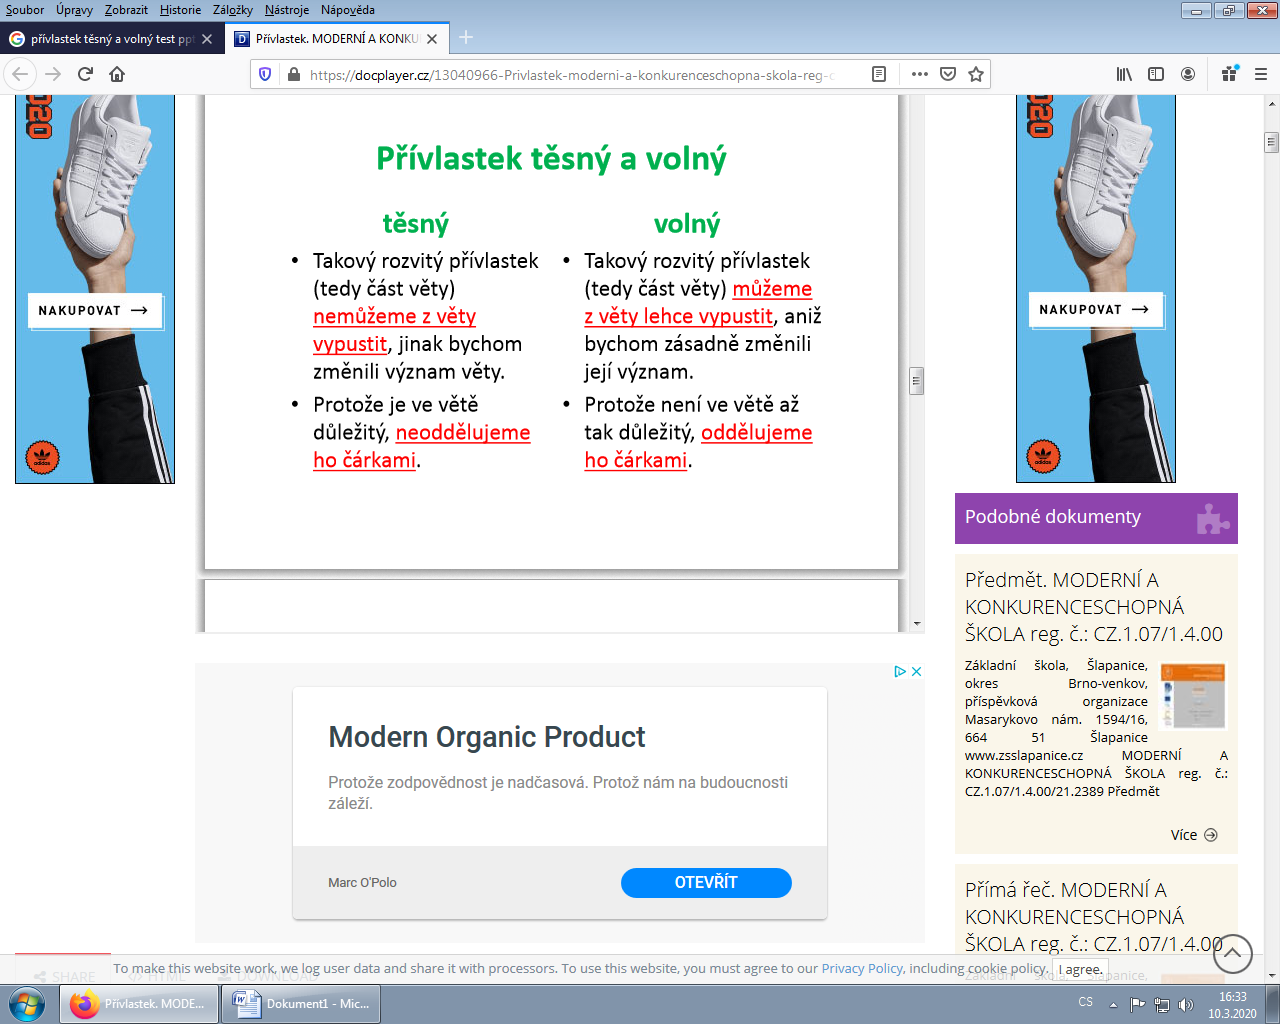 Soubor Úpravy Zobrazit Historie Záložky Nástroje Nápověda
přívlastek těsný a volný test ppt
Přívlastek. MODERNÍ A KONKU
https://docplayer.cz/13040966-Privlastek-moderni-a-konkurenceschopna-skola-reg-c
NAKUPOVAT
adidas
Přívlastek těsný a volný
těsný
• Takový rozvitý přívlastek
(tedy část věty)
nemůžeme z věty
vypustit, jinak bychom
změnili význam věty.
• Protože je ve větě
důležitý, neoddělujeme
ho čárkami.
volný
• Takový rozvitý přívlastek
(tedy část věty) můžeme
z věty lehce vypustit, aniž
bychom zásadně změnili
její význam.
• Protože není ve větě až
tak důležitý, oddělujeme
ho čárkami.
NAKUPOVAT
adidas
Podobné dokumenty
Předmět. MODERNÍ A
KONKURENCESCHOPNÁ
ŠKOLA reg. č.: CZ.1.07/1.4.00
Základní škola, Šlapanice,
okres Brno-venkov,
příspěvková organizace
Masarykovo nám. 1594/16,
664 51 Šlapanice
www.zsslapanice.cz MODERNÍ A
KONKURENCESCHOPNÁ ŠKOLA reg. č.:
CZ.1.07/1.4.00/21.2389 Předmět
Více
Přímá řeč. MODERNÍ A
KONKURENCESCHOPNÁ
ŠKOLA reg. č.: CZ.1.07/1.4.00
Modern Organic Product
Protože zodpovědnost je nadčasová. Protož nám na budoucnosti
záleží.
Marc O'Polo
OTEVŘÍT
SHARE HTML DOWNLOAD
To make this website work, we log user data and share it with processors. To use this website, you must agree to our Privacy Policy, including cookie policy. I agree.
Přívlastek. MODE...
Dokument1 - Mic...
CS
16:33
10.3.2020